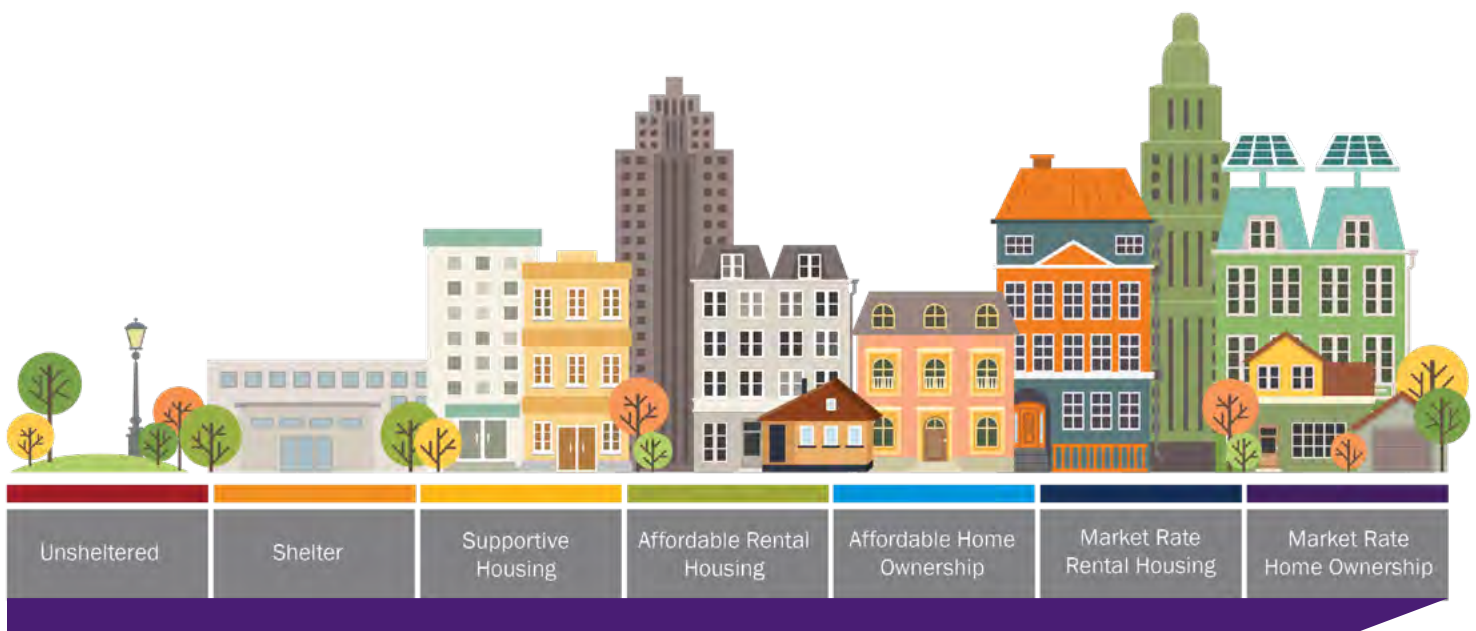 Unsheltered
Shelter
Supportive
Housing
Affordable Rental
Housing
Affordable Home
Ownership
Market Rate
Rental Housing
Market Rate
Home Ownership